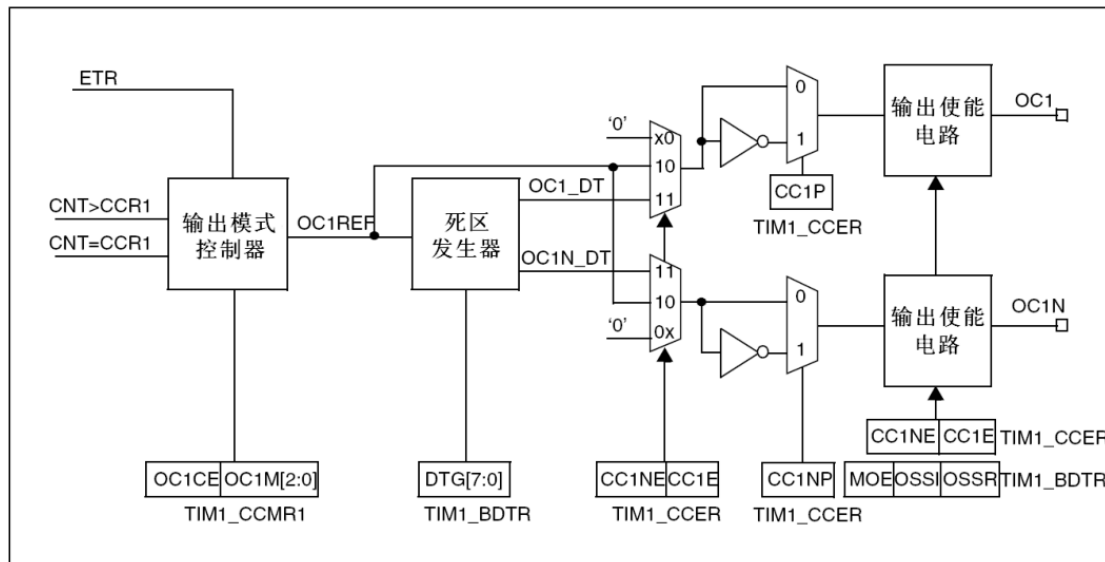 ETR
CNT>CCR1
CNT=CCR1
输出模式
控制器
OC1REF
死区
发生器
OC1_DT
OC1N_DT
'0'
x0
10
11
11
10
'0'
0x
0
1
CC1P
TIM1_CCER
0
1
输出使能
电路
OC1
输出使能
电路
OC1N
OC1CE OC1M[2:0]
TIM1_CCMR1
DTG[7:0]
TIM1_BDTR
CC1NE CC1E
TIM1_CCER
CC1NP
TIM1_CCER
CC1NE CC1E TIM1_CCER
MOE OSSI OSSR TIM1_BDTR